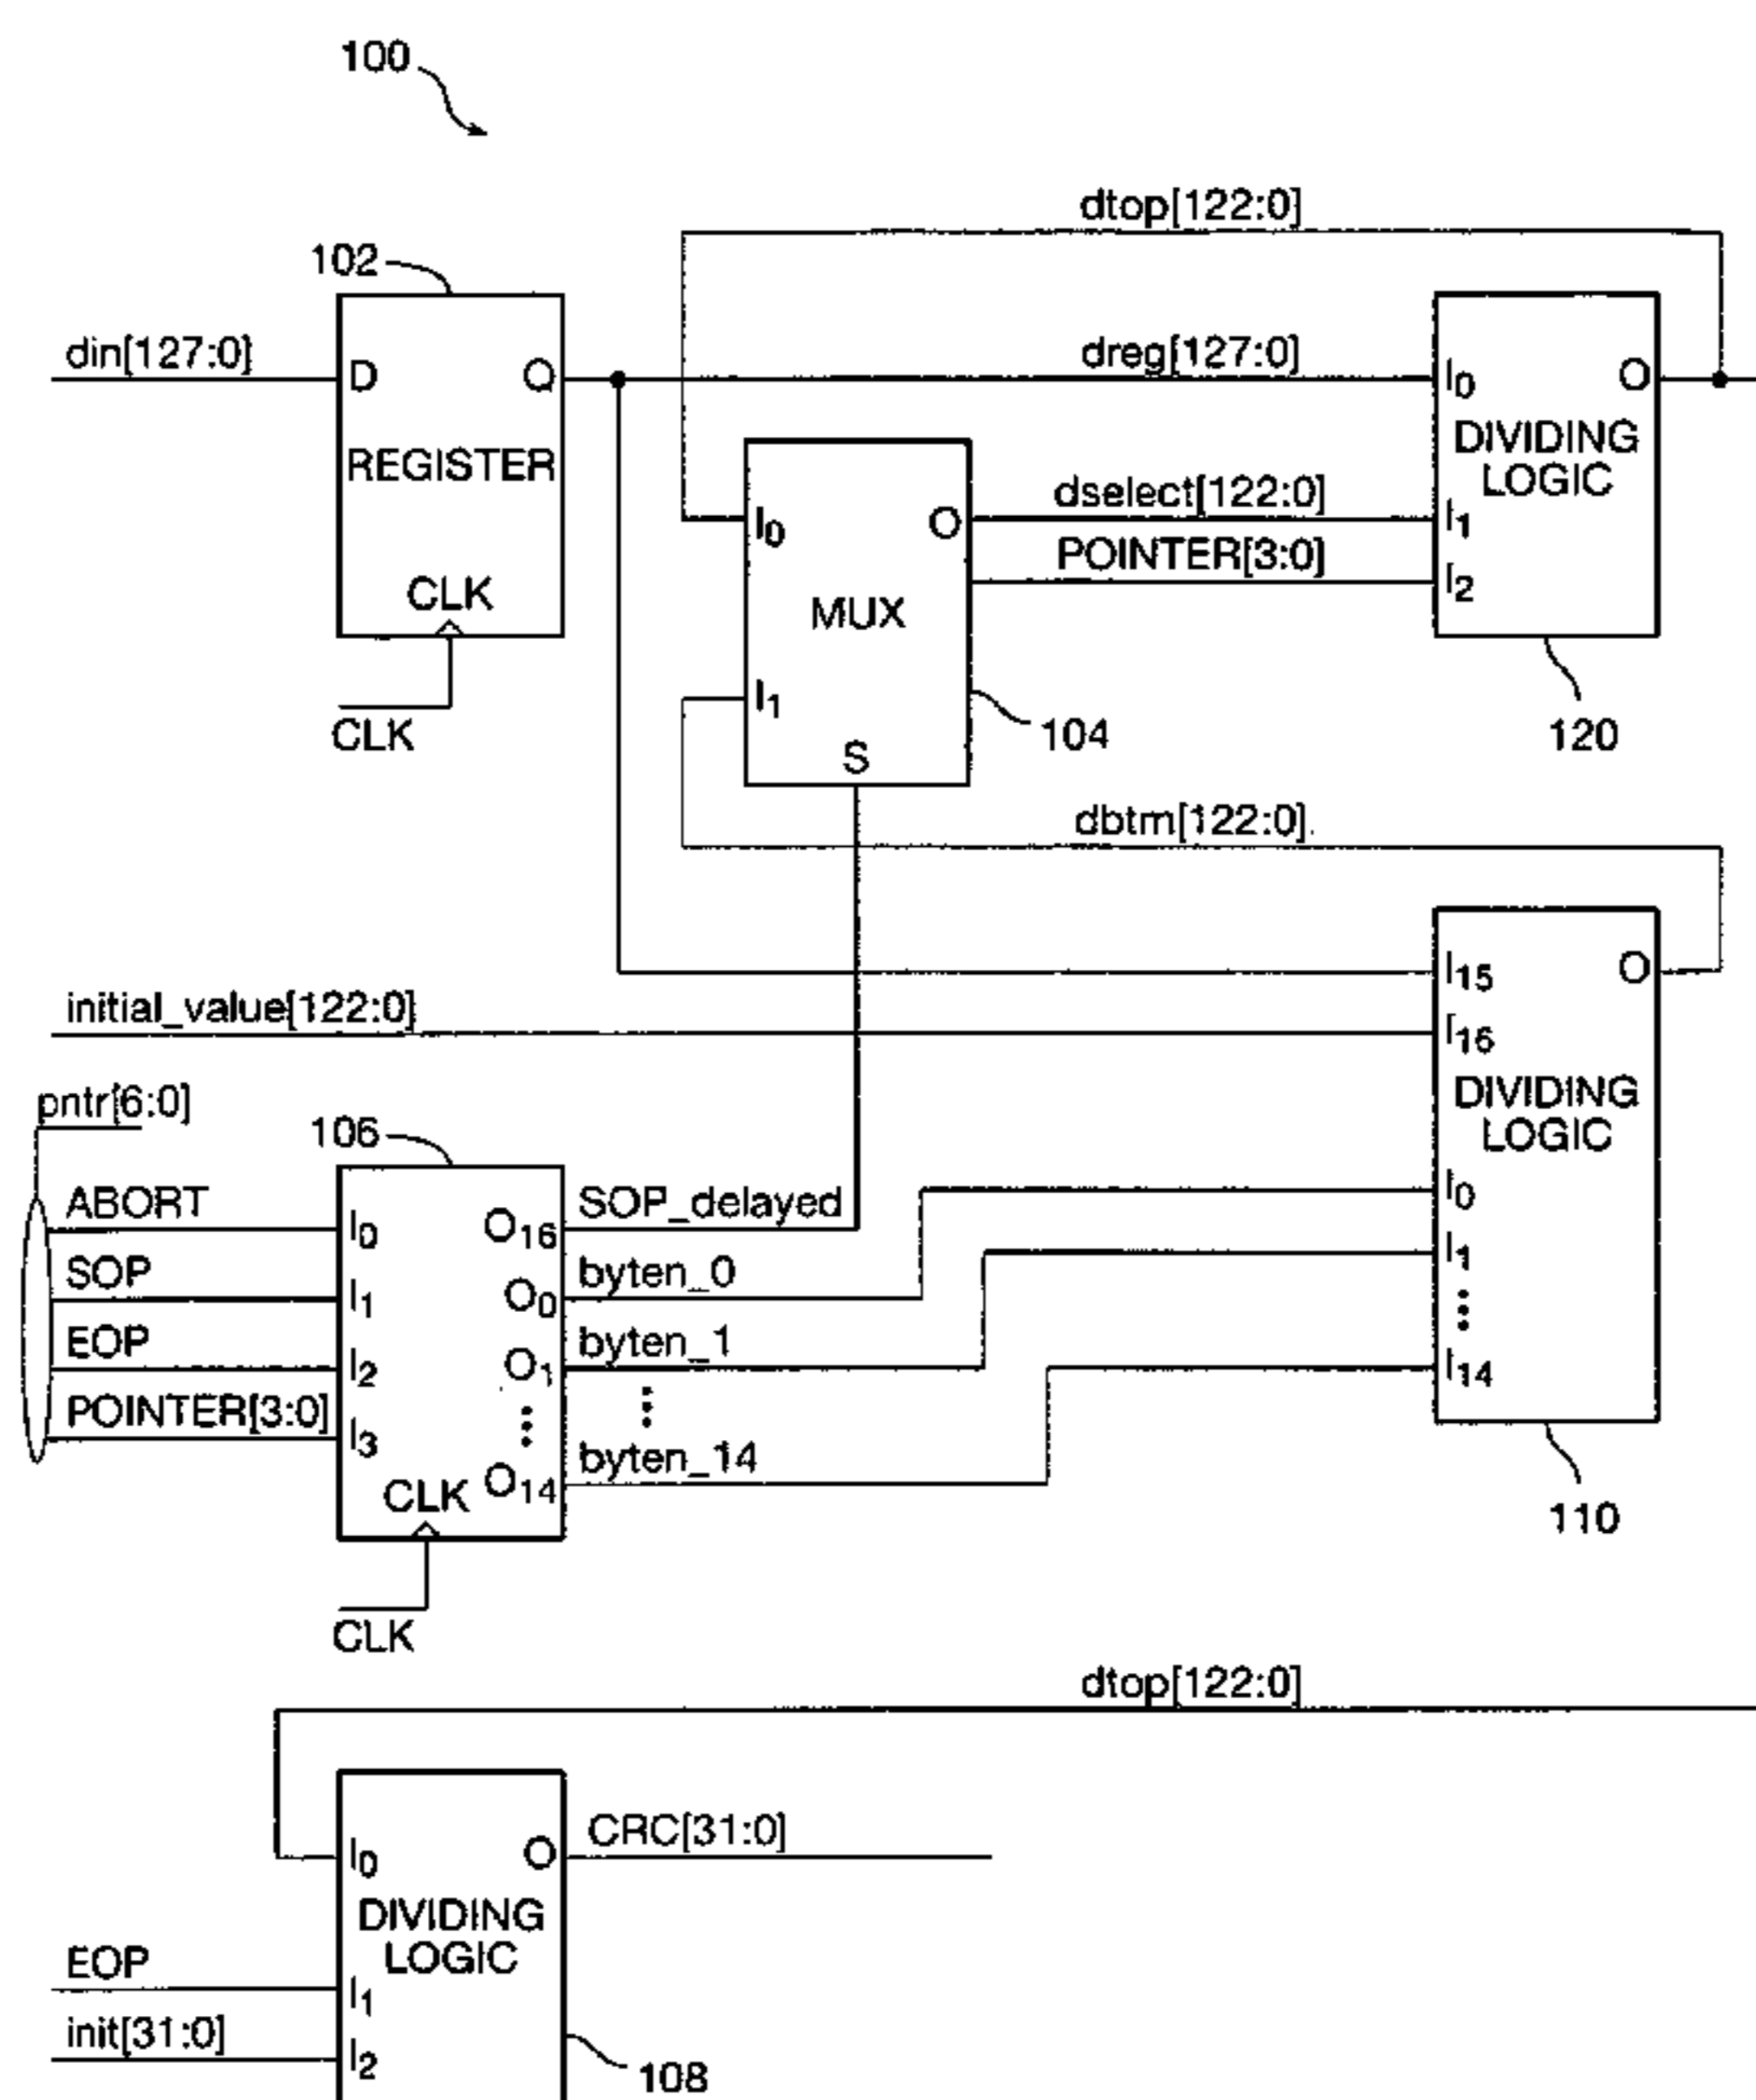 100
dtop[122:0]
102
din[127:0]
D
Q
dreg[127:0]
I0
O
REGISTER
DIVIDING
LOGIC
dselect[122:0]
I0
O
I1
POINTER[3:0]
I2
CLK
MUX
I1
CLK
104
120
S
dbtm[122:0].
I15
O
initial_value[122:0]
I16
DIVIDING
LOGIC
pntr[6:0]
106
ABORT
I0
O16
SOP_delayed
I0
SOP
I1
O0
byten_0
I1
EOP
I2
O1
byten_1
I14
POINTER[3:0]
I3
O14
byten_14
CLK
110
CLK
dtop[122:0]
I0
O
CRC[31:0]
DIVIDING
LOGIC
EOP
I1
init[31:0]
I2
108